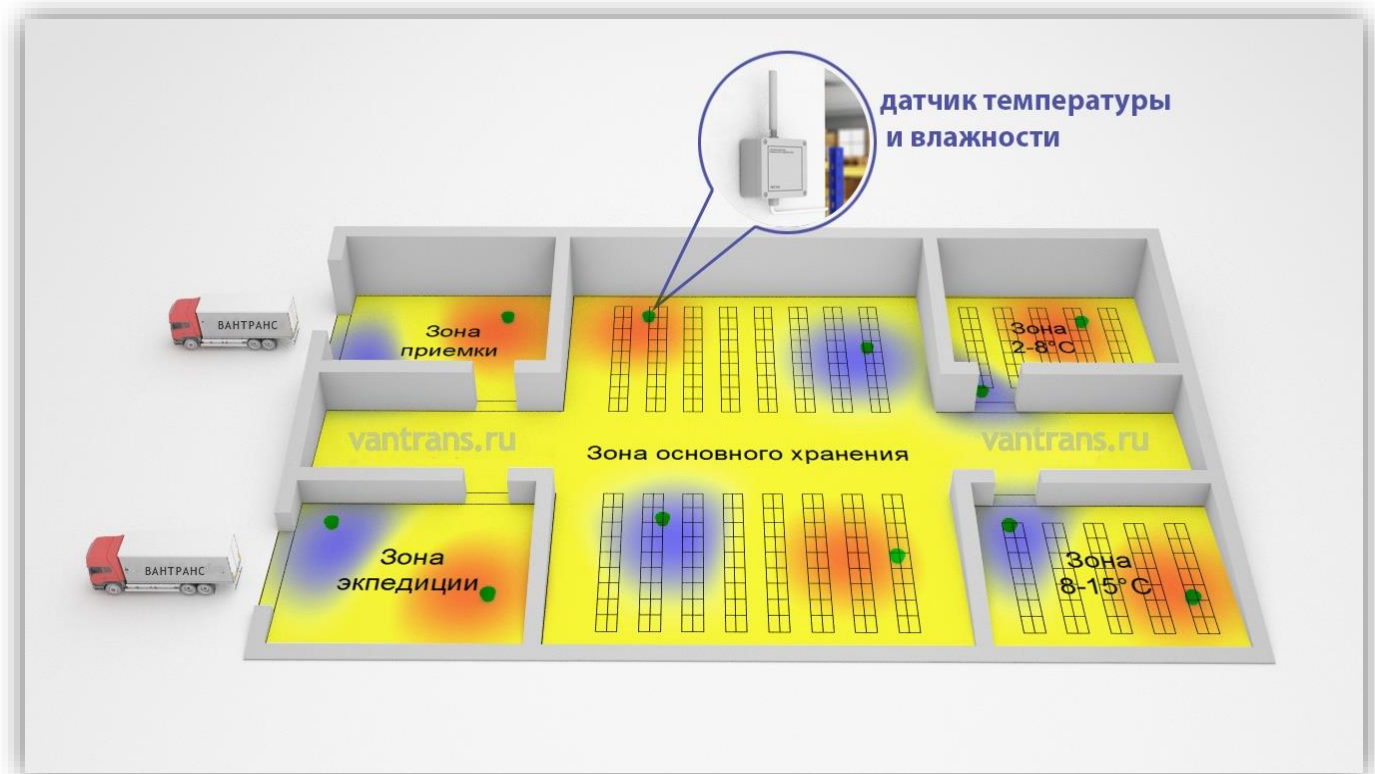 датчик температуры
и влажности
ВАНТРАНС
Зона
приемки
Зона
2-8°C
vantrans.ru
vantrans.ru
Зона основного хранения
ВАНТРАНС
Зона
экпедиции
Зона
8-15°C